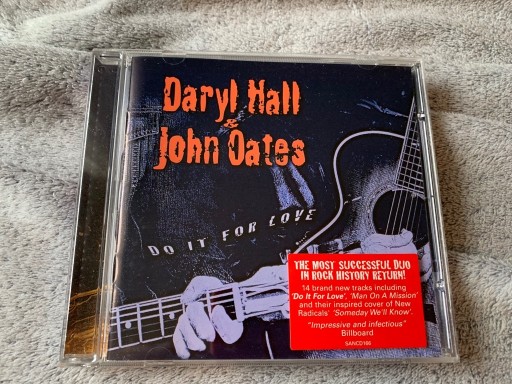 Daryl Hall
&
John Oates
DO IT FOR LOVE
THE MOST SUCCESSFUL DUO
IN ROCK HISTORY RETURN!
14 brand new tracks including
'Do It For Love', 'Man On A Mission'
and their inspired cover of New
Radicals' 'Someday We'll Know'.
"Impressive and infectious"
Billboard
SANCD166